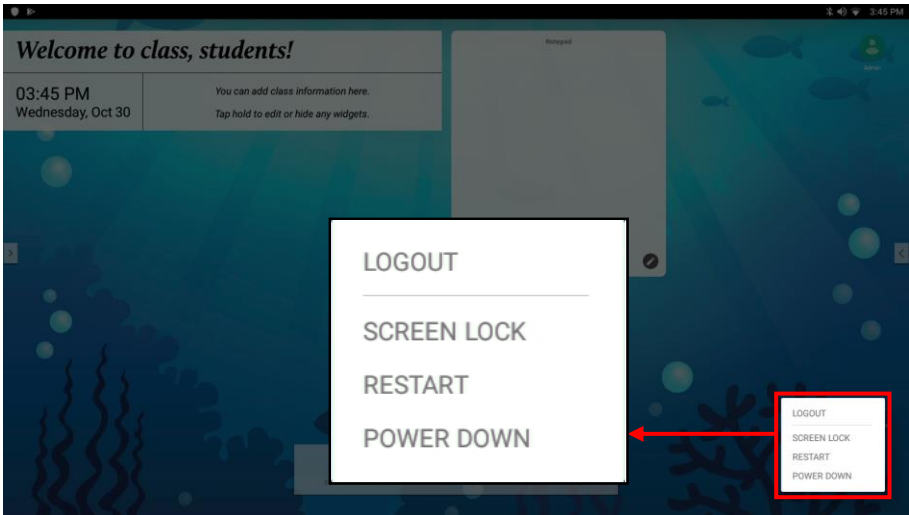 3:45 PM
Welcome to class, students!
03:45 PM
Wednesday, Oct 30
You can add class information here.
Tap hold to edit or hide any widgets.
Notepad
Admin
LOGOUT
SCREEN LOCK
RESTART
POWER DOWN
LOGOUT
SCREEN LOCK
RESTART
POWER DOWN